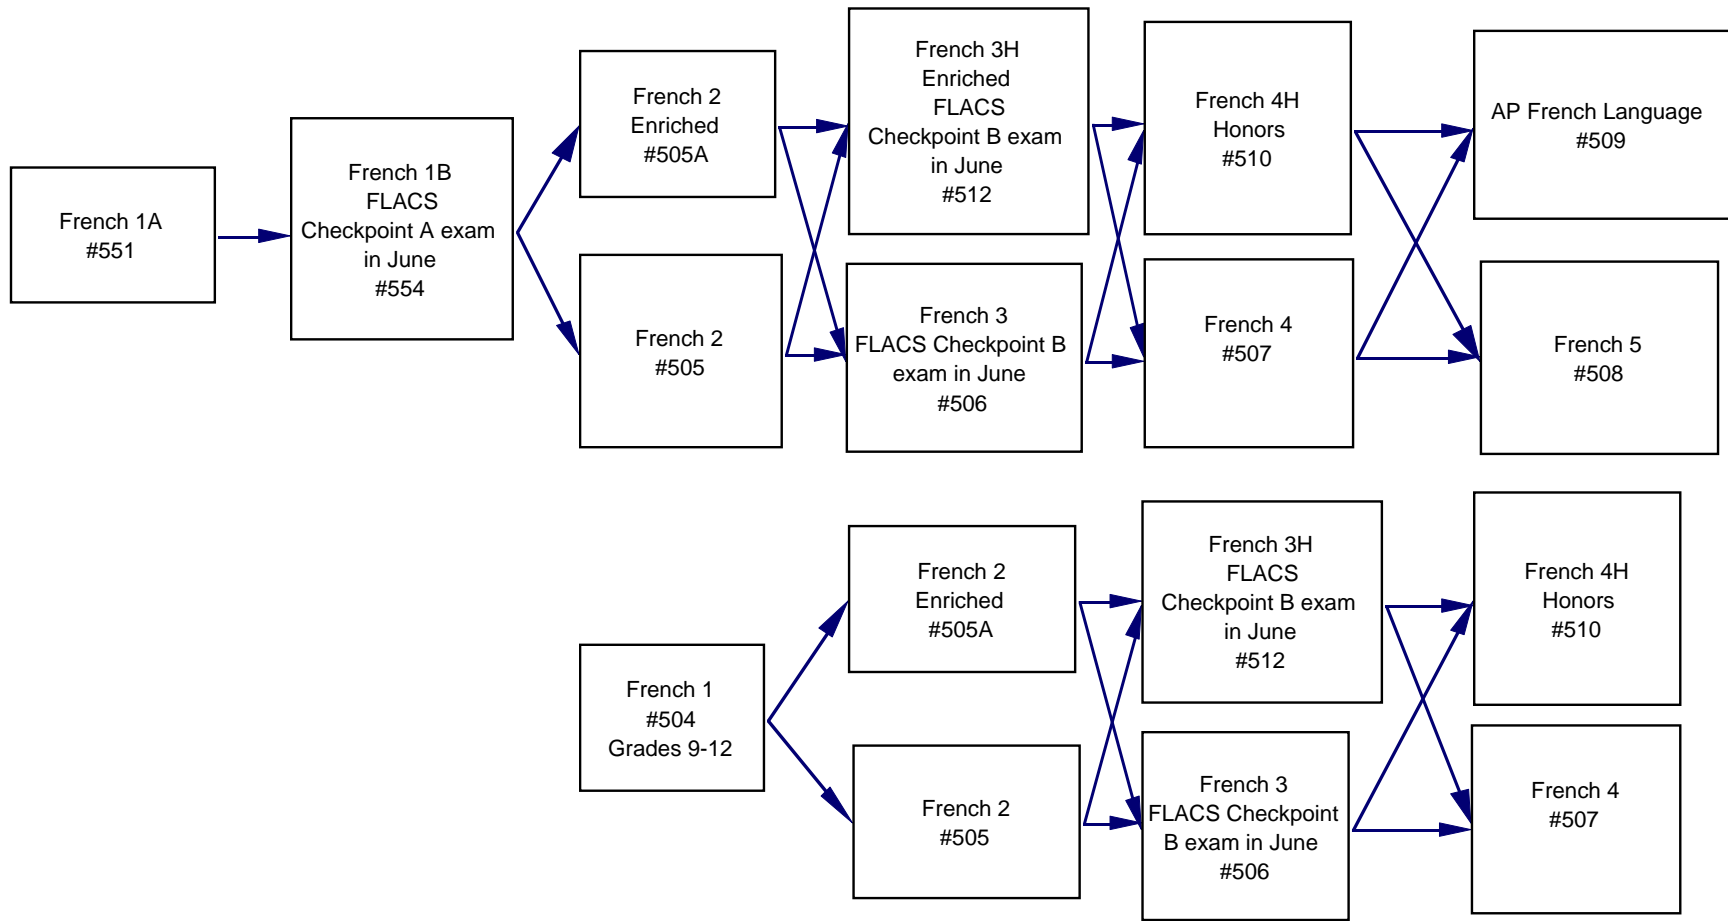 French 1A
#551
French 1B
FLACS
Checkpoint A exam
in June
#554
French 2
Enriched
#505A
French 2
#505
French 3H
Enriched
FLACS
Checkpoint B exam
in June
#512
French 3
FLACS Checkpoint B
exam in June
#506
French 4H
Honors
#510
French 4
#507
AP French Language
#509
French 5
#508
French 1
#504
Grades 9-12
French 2
Enriched
#505A
French 2
#505
French 3H
FLACS
Checkpoint B exam
in June
#512
French 3
FLACS Checkpoint
B exam in June
#506
French 4H
Honors
#510
French 4
#507